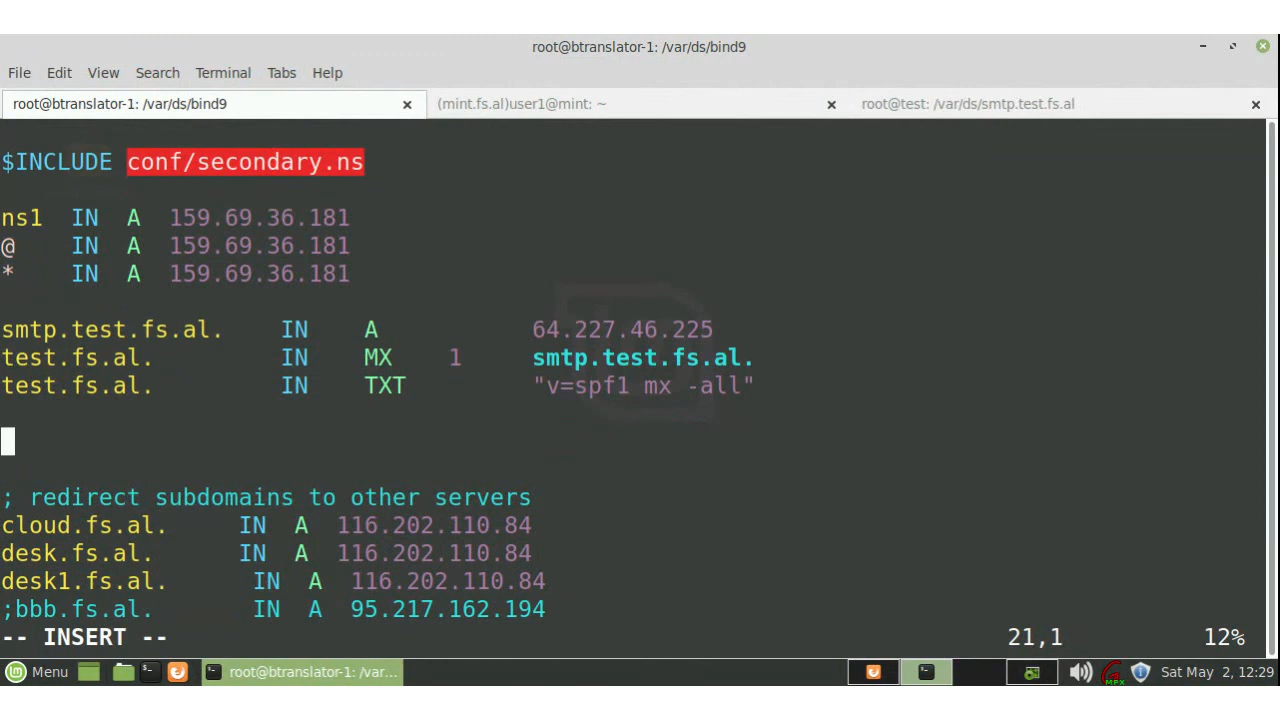 root@btranslator-1: /var/ds/bind9
File Edit View Search Terminal Tabs Help
root@btranslator-1: /var/ds/bind9 (mint.fs.al)user1@mint: ~ root@test: /var/ds/smtp.test.fs.al
$INCLUDE conf/secondary.ns
ns1 IN A 159.69.36.181
@ IN A 159.69.36.181
* IN A 159.69.36.181
smtp.test.fs.al. IN A 64.227.46.225
test.fs.al. IN MX 1 smtp.test.fs.al.
test.fs.al. IN TXT "v=spf1 mx -all"
; redirect subdomains to other servers
cloud.fs.al. IN A 116.202.110.84
desk.fs.al. IN A 116.202.110.84
desk1.fs.al. IN A 116.202.110.84
;bbb.fs.al. IN A 95.217.162.194
-- INSERT -- 21,1 12%
Menu root@btranslator-1: /var... MPX Sat May 2, 12:29